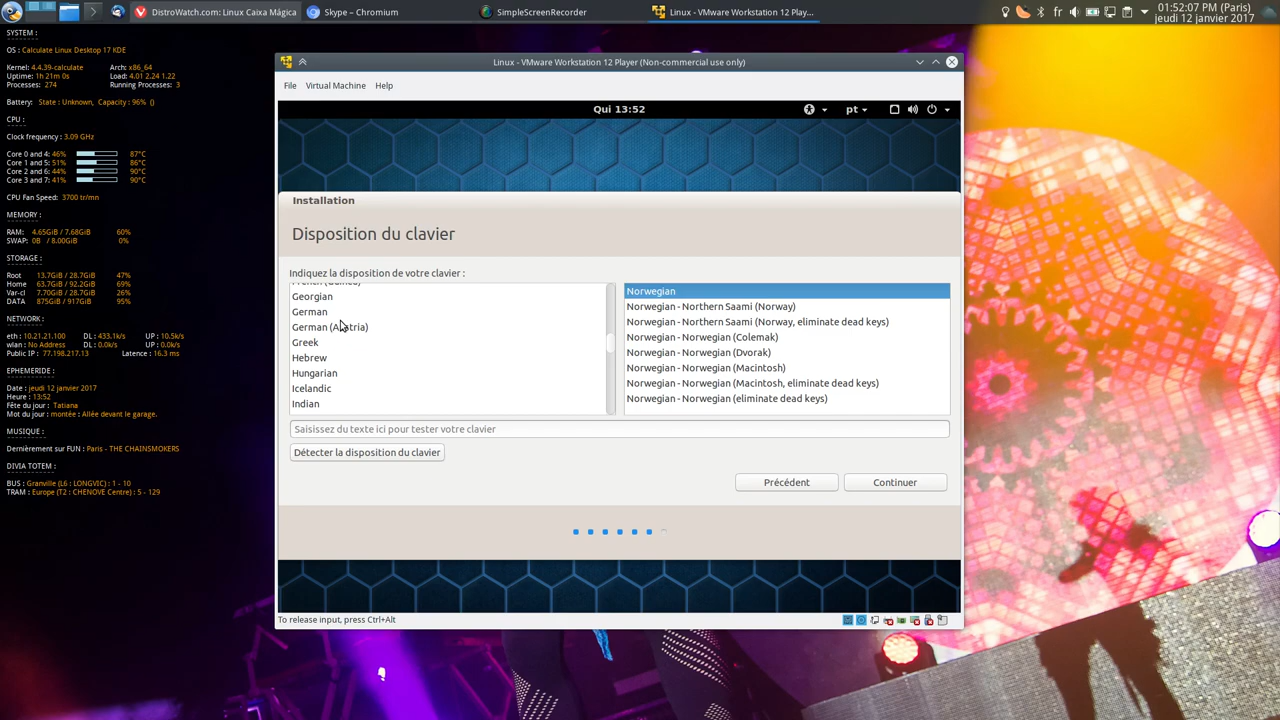 DistroWatch.com: Linux Caixa Mágica
Skype – Chromium
SimpleScreenRecorder
Linux - VMware Workstation 12 Play...
fr
01:52:07 PM (Paris)
jeudi 12 janvier 2017
SYSTEM :
OS : Calculate Linux Desktop 17 KDE
Kernel: 4.4.39-calculate Arch: x86_64
Uptime: 1h 21m 0s Load: 4.01 2.24 1.22
Processes: 274 Running Processes: 3
Battery: State : Unknown, Capacity : 96% ()
CPU :
Clock frequency : 3.09 GHz
Core 0 and 4: 46% 87°C
Core 1 and 5: 51% 86°C
Core 2 and 6: 44% 90°C
Core 3 and 7: 41% 90°C
CPU Fan Speed: 3700 tr/mn
MEMORY :
RAM: 4.65GiB / 7.68GiB 60%
SWAP: 0B / 8.00GiB 0%
STORAGE :
Root 13.7GiB / 28.7GiB 47%
Home 63.7GiB / 92.2GiB 69%
Var-cl 7.70GiB / 28.7GiB 26%
DATA 875GiB / 917GiB 95%
NETWORK :
eth : 10.21.21.100 DL : 433.1k/s UP : 10.5k/s
wlan : No Address DL : 0.0k/s UP : 0.0k/s
Public IP : 77.198.217.13 Latence : 16.3 ms
EPHEMERIDE :
Date : jeudi 12 janvier 2017
Heure : 13:52
Fête du jour : Tatiana
Mot du jour : montée : Allée devant le garage.
MUSIQUE :
Dernièrement sur FUN : Paris - THE CHAINSMOKERS
DIVIA TOTEM :
BUS : Granville (L6 : LONGVIC) : 1 - 10
TRAM : Europe (T2 : CHENOVE Centre) : 5 - 129
Linux - VMware Workstation 12 Player (Non-commercial use only)
File Virtual Machine Help
Qui 13:52
pt
Installation
Disposition du clavier
Indiquez la disposition de votre clavier :
French (Guinea)
Georgian
German
German (Austria)
Greek
Hebrew
Hungarian
Icelandic
Indian
Norwegian
Norwegian - Northern Saami (Norway)
Norwegian - Northern Saami (Norway, eliminate dead keys)
Norwegian - Norwegian (Colemak)
Norwegian - Norwegian (Dvorak)
Norwegian - Norwegian (Macintosh)
Norwegian - Norwegian (Macintosh, eliminate dead keys)
Norwegian - Norwegian (eliminate dead keys)
Saisissez du texte ici pour tester votre clavier
Détecter la disposition du clavier
Précédent
Continuer
To release input, press Ctrl+Alt